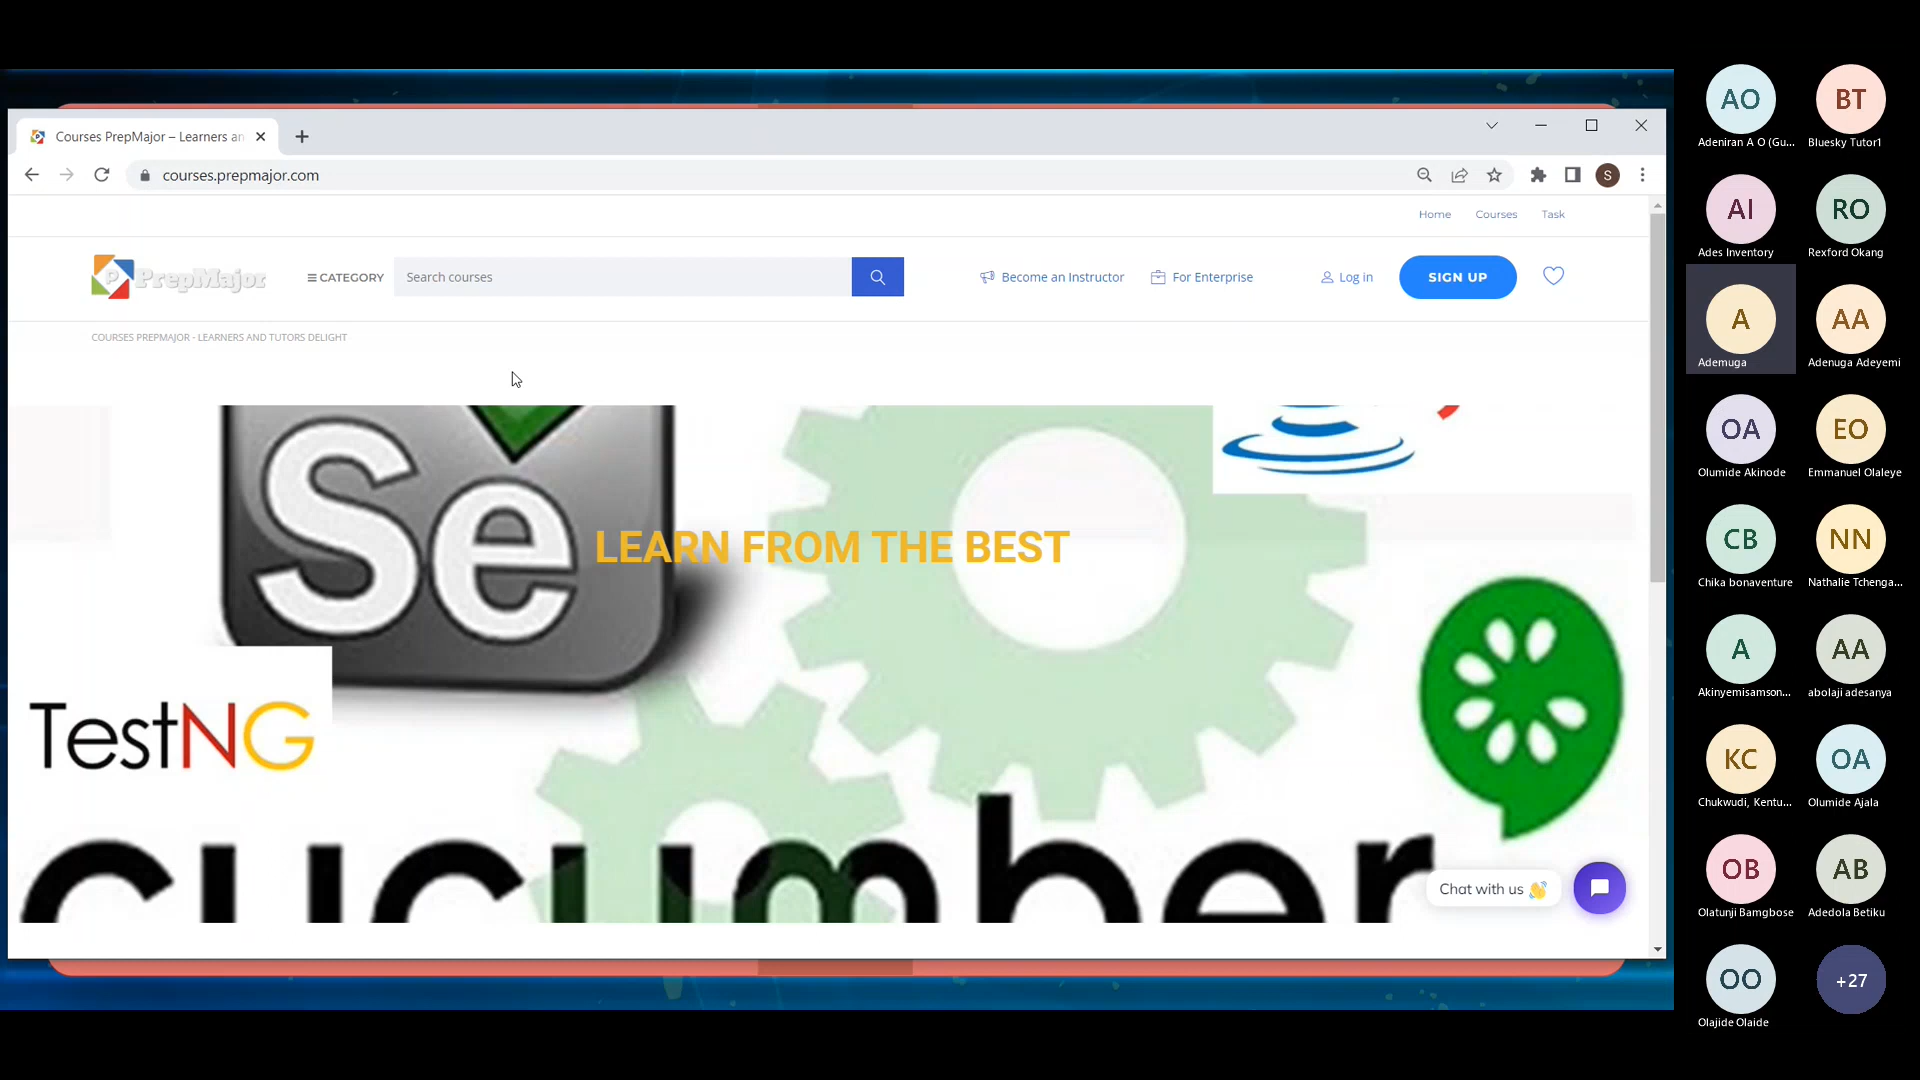 Courses PrepMajor – Learners an
courses.prepmajor.com
S
Home Courses Task
P PrepMajor
CATEGORY
Search courses
Become an Instructor
For Enterprise
Log in
SIGN UP
COURSES PREPMAJOR - LEARNERS AND TUTORS DELIGHT
Se
LEARN FROM THE BEST
TestNG
cucumber
Chat with us 👋
AO BT
Adeniran A O (Gu... Bluesky Tutor1
AI RO
Ades Inventory Rexford Okang
A AA
Ademuga Adenuga Adeyemi
OA EO
Olumide Akinode Emmanuel Olaleye
CB NN
Chika bonaventure Nathalie Tchenga...
A AA
Akinyemisamson... abolaji adesanya
KC OA
Chukwudi, Kentu... Olumide Ajala
OB AB
Olatunji Bamgbose Adedola Betiku
OO +27
Olajide Olaide